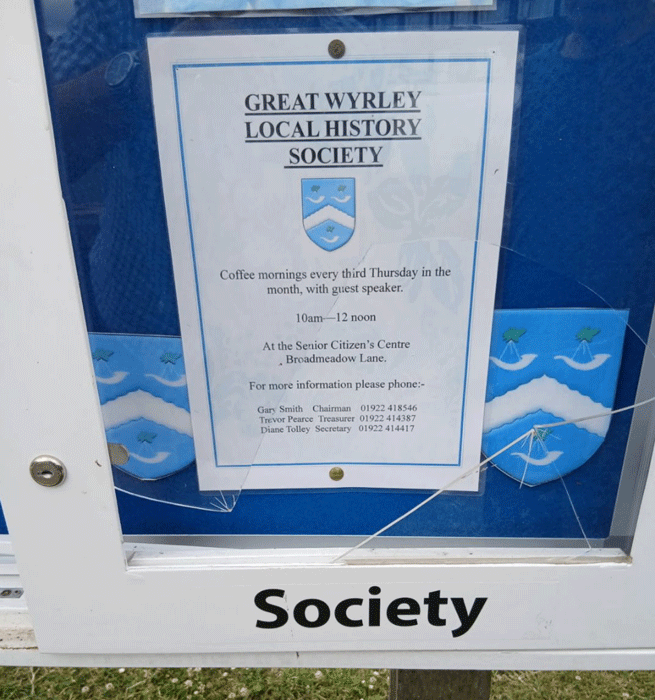 GREAT WYRLEY
LOCAL HISTORY
SOCIETY
Coffee mornings every third Thursday in the
month, with guest speaker.
10am—12 noon
At the Senior Citizen's Centre
Broadmeadow Lane.
For more information please phone:-
Gary Smith Chairman 01922 418546
Trevor Pearce Treasurer 01922 414387
Diane Tolley Secretary 01922 414417
Society